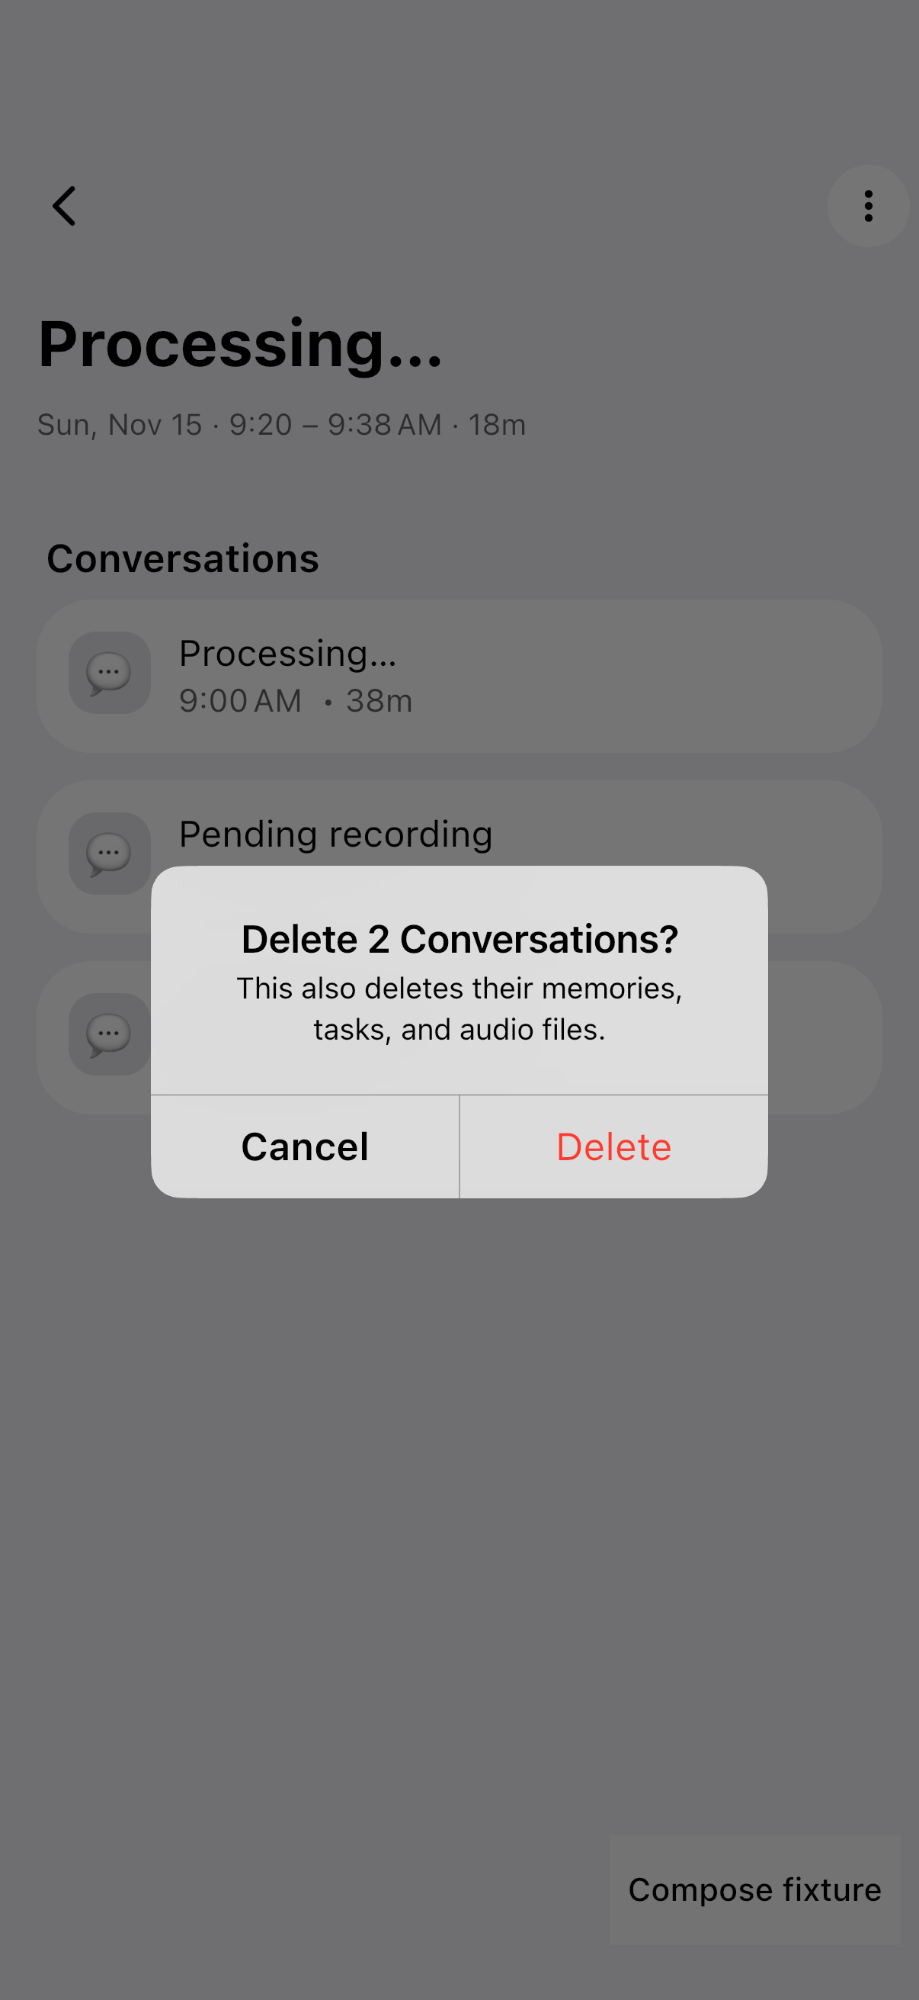 Processing...
Sun, Nov 15 · 9:20 – 9:38 AM · 18m
Conversations
Processing...
9:00 AM • 38m
Pending recording
Delete 2 Conversations?
This also deletes their memories,
tasks, and audio files.
Cancel
Delete
Compose fixture